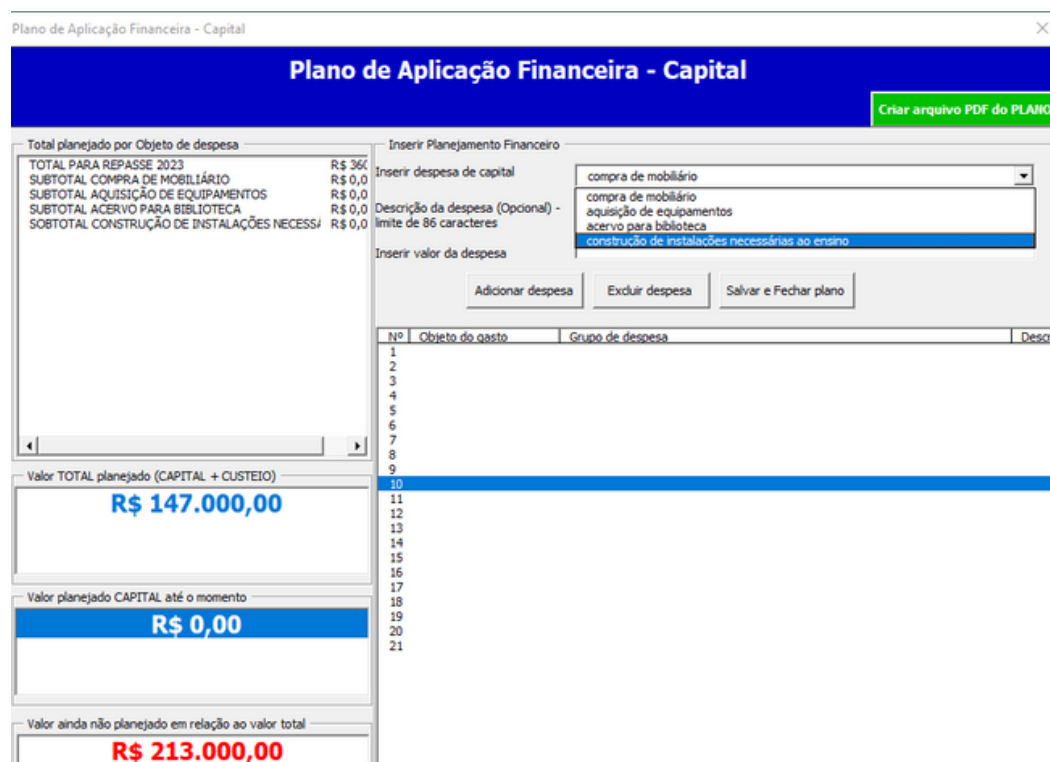 Plano de Aplicação Financeira - Capital
Plano de Aplicação Financeira - Capital
Criar arquivo PDF do PLANO
Total planejado por Objeto de despesa
TOTAL PARA REPASSE 2023 R$ 360
SUBTOTAL COMPRA DE MOBILIÁRIO R$ 0,0
SUBTOTAL AQUISIÇÃO DE EQUIPAMENTOS R$ 0,0
SUBTOTAL ACERVO PARA BIBLIOTECA R$ 0,0
SOBTOTAL CONSTRUÇÃO DE INSTALAÇÕES NECESSÁ R$ 0,0
Inserir Planejamento Financeiro
Inserir despesa de capital compra de mobiliário
compra de mobiliário
aquisição de equipamentos
acervo para biblioteca
construção de instalações necessárias ao ensino
Descrição da despesa (Opcional) -
limite de 86 caracteres
Inserir valor da despesa
Adicionar despesa Excluir despesa Salvar e Fechar plano
Nº Objeto do gasto Grupo de despesa Descr
1
2
3
4
5
6
7
8
9
10
11
12
13
14
15
16
17
18
19
20
21
Valor TOTAL planejado (CAPITAL + CUSTEIO)
R$ 147.000,00
Valor planejado CAPITAL até o momento
R$ 0,00
Valor ainda não planejado em relação ao valor total
R$ 213.000,00